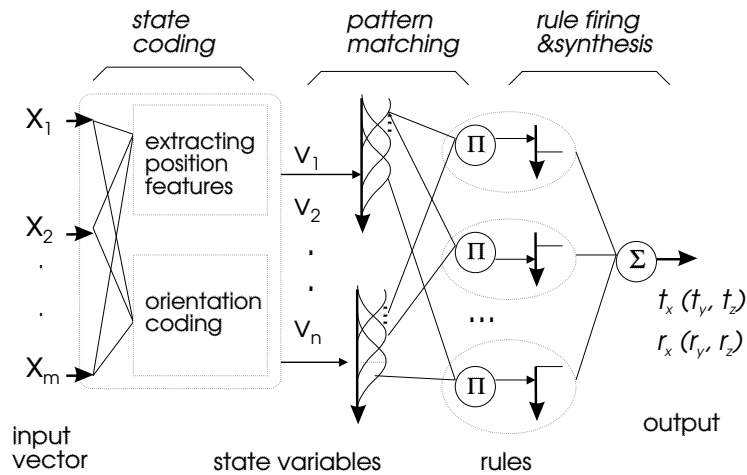 state
coding
pattern
matching
rule firing
&synthesis
X1
X2
.
.
Xm
extracting
position
features
orientation
coding
V1
V2
.
.
Vn
Π
Π
...
Π
Σ
tx (ty, tz)
rx (ry, rz)
input
vector
state variables
rules
output